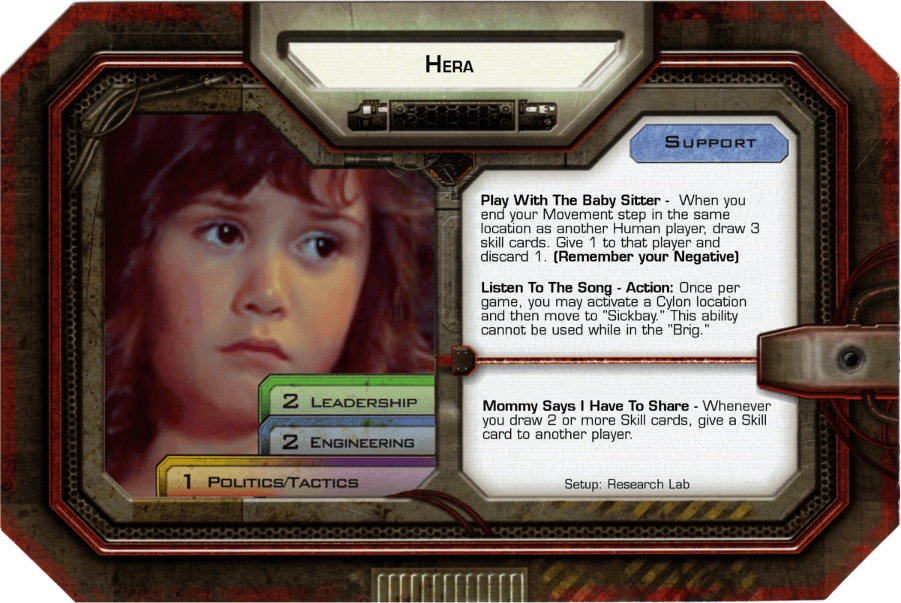 Hera
Support
Play With The Baby Sitter - When you
end your Movement step in the same
location as another Human player, draw 3
skill cards. Give 1 to that player and
discard 1. (Remember your Negative)
Listen To The Song - Action: Once per
game, you may activate a Cylon location
and then move to "Sickbay." This ability
cannot be used while in the "Brig."
2 Leadership
2 Engineering
1 Politics/Tactics
Mommy Says I Have To Share - Whenever
you draw 2 or more Skill cards, give a Skill
card to another player.
Setup: Research Lab